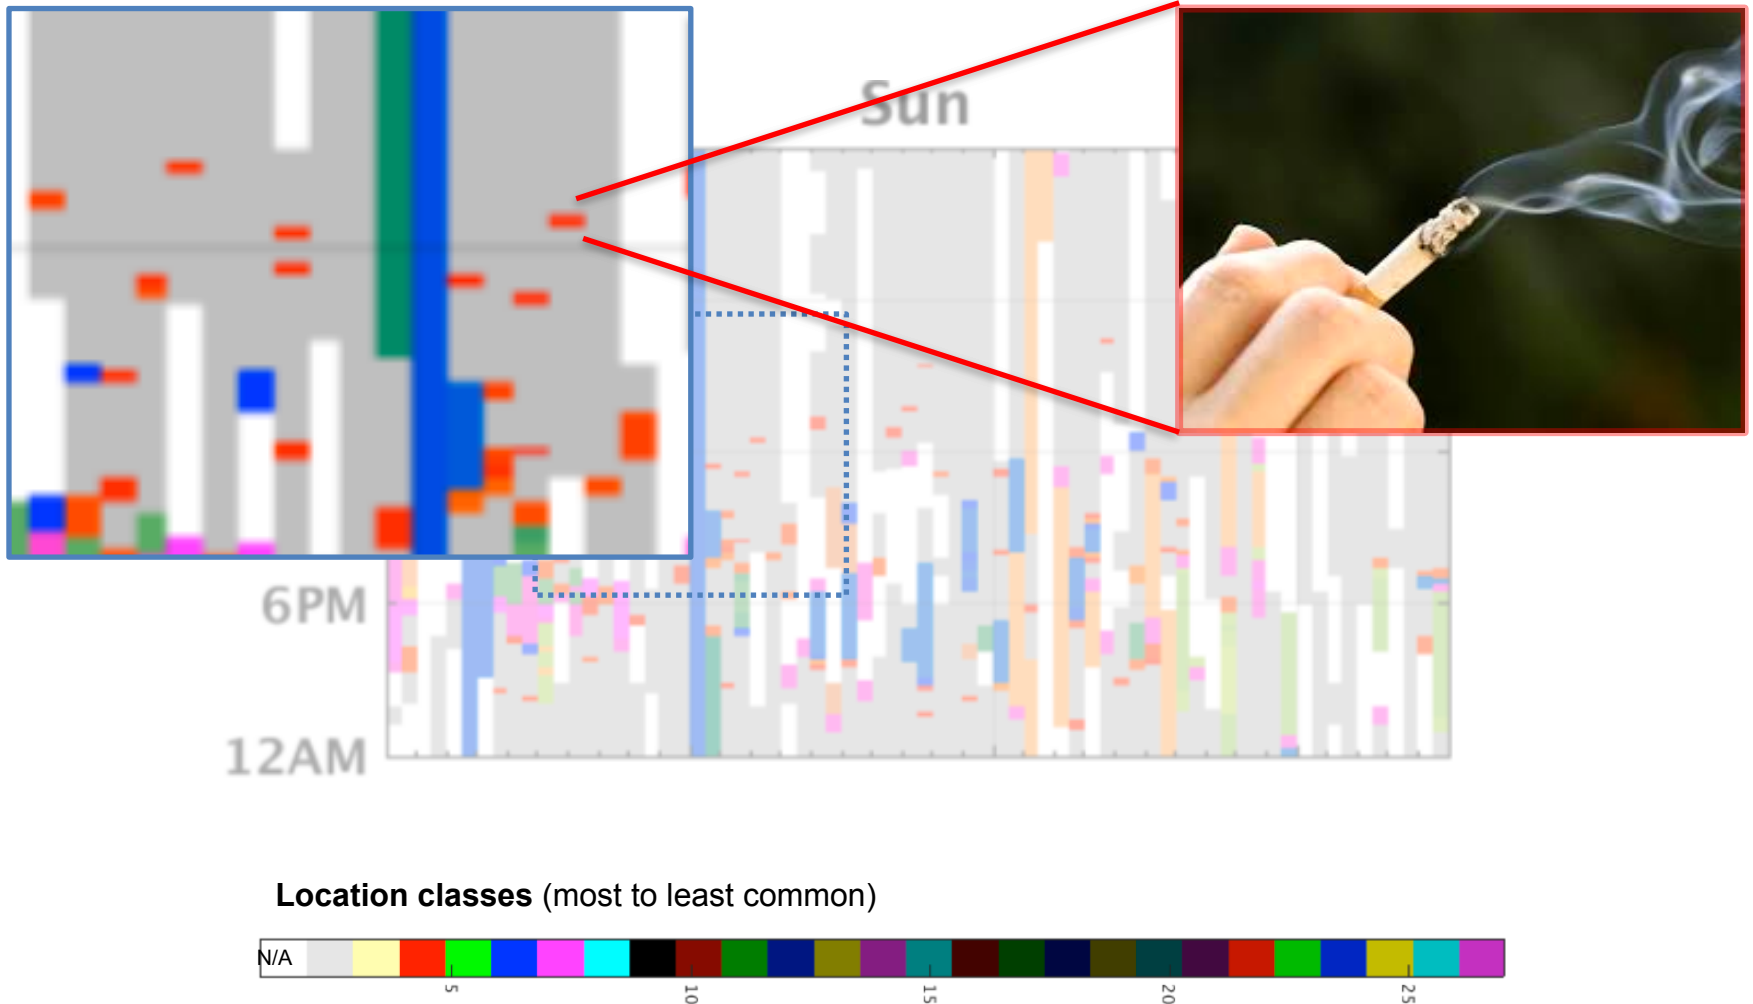 Sun
6PM
12AM
Location classes (most to least common)
N/A
5
10
15
20
25